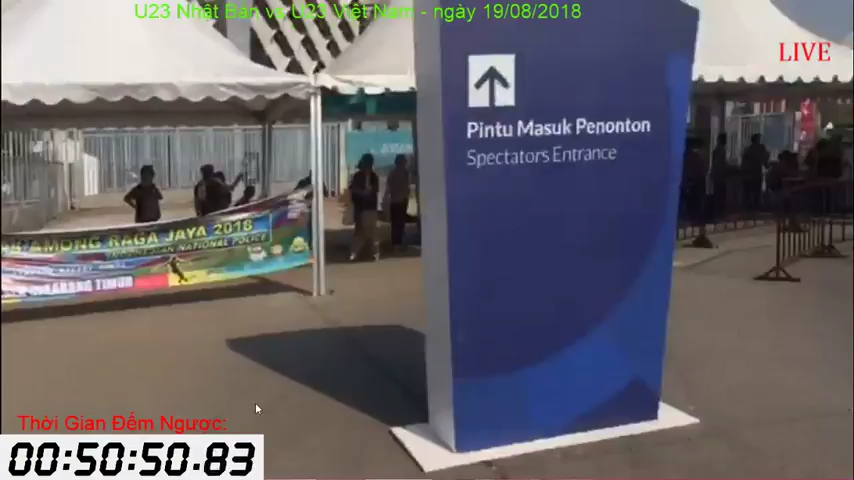 U23 Nhật Bản vs U23 Việt Nam - ngày 19/08/2018
LIVE
Pintu Masuk Penonton
Spectators Entrance
AMONG RAGA JAYA 2018
INDONESIAN NATIONAL POLICE
Thời Gian Đếm Ngược:
00:50:50.83